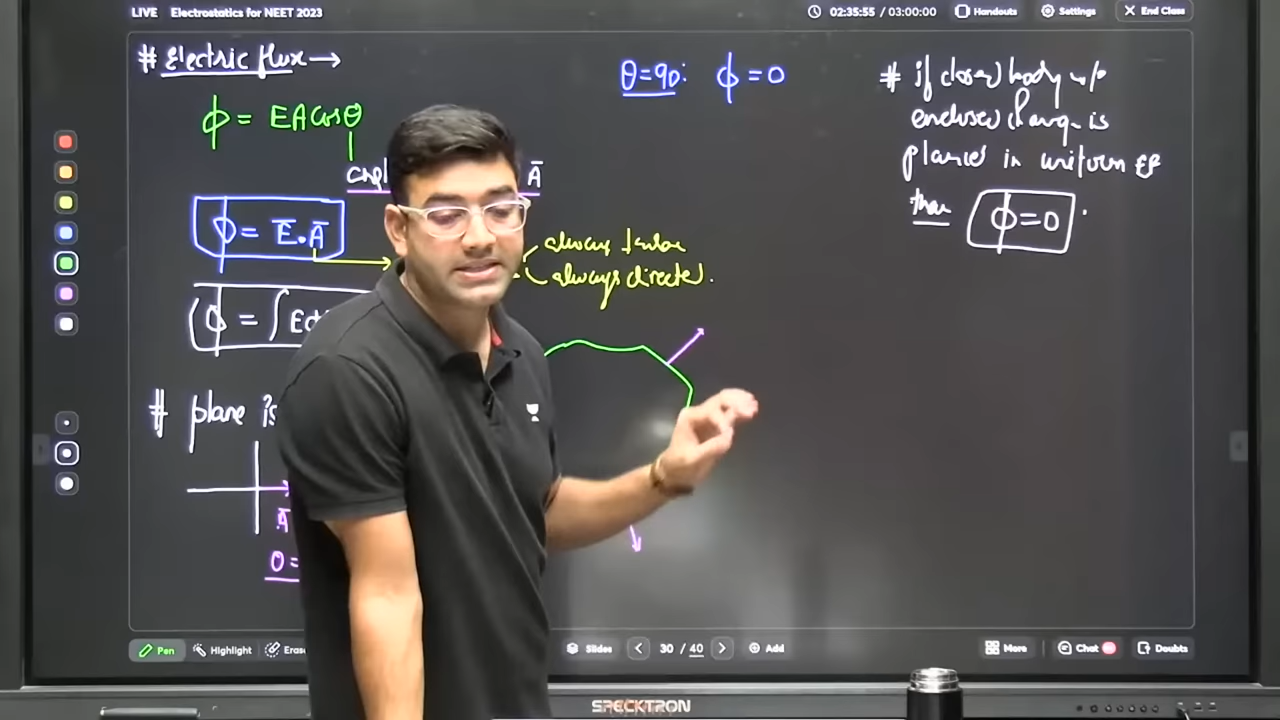 LIVE Electrostatics for NEET 2023
02:35:55 / 03:00:00 Handouts Settings End Class
# Electric flux →
ϕ = EA cosθ
Ā
ϕ = Ē.Ā
always
always directed.
ϕ = ∫
# plane is
Ā
θ=
θ=90: ϕ = 0
# if closed body w/o
enclosed charge is
placed in uniform EF
than ϕ=0
Pen Highlight Slides 30 / 40 Add More Chat Doubts
SPECKTRON